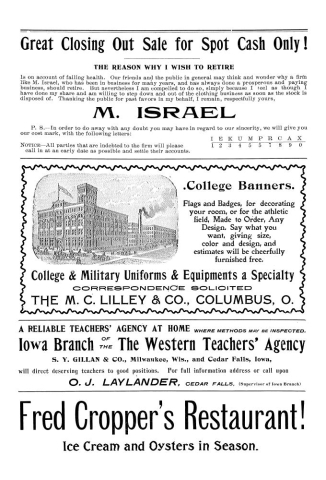 Great Closing Out Sale for Spot Cash Only!
THE REASON WHY I WISH TO RETIRE
Is on account of failing health. Our friends and the public in general may think and wonder why a firm
like M. Israel, who has been in business for many years, and has always done a prosperous and paying
business, should retire. But nevertheless I am compelled to do so, simply because I feel as though I
have done my share and am willing to step down and out of the clothing business as soon as the stock is
disposed of. Thanking the public for past favors in my behalf, I remain, respectfully yours,
M. ISRAEL
P. S.—In order to do away with any doubt you may have in regard to our sincerity, we will give you
our cost mark, with the following letters:
I E K U M P R C A X
NOTICE—All parties that are indebted to the firm will please 1 2 3 4 5 6 7 8 9 0
call in at an early date as possible and settle their accounts.
College Banners.
Flags and Badges, for decorating
your room, or for the athletic
field, Made to Order, Any
Design. Say what you
want, giving size,
color and design, and
estimates will be cheerfully
furnished free.
College & Military Uniforms & Equipments a Specialty
CORRESPONDENCE SOLICITED
THE M. C. LILLEY & CO., COLUMBUS, O.
A RELIABLE TEACHERS' AGENCY AT HOME WHERE METHODS MAY BE INSPECTED.
Iowa Branch OF THE The Western Teachers' Agency
S. Y. GILLAN & CO., Milwaukee, Wis., and Cedar Falls, Iowa,
will direct deserving teachers to good positions. For full information address or call upon
O. J. LAYLANDER, CEDAR FALLS, (Supervisor of Iowa Branch)
Fred Cropper's Restaurant!
Ice Cream and Oysters in Season.